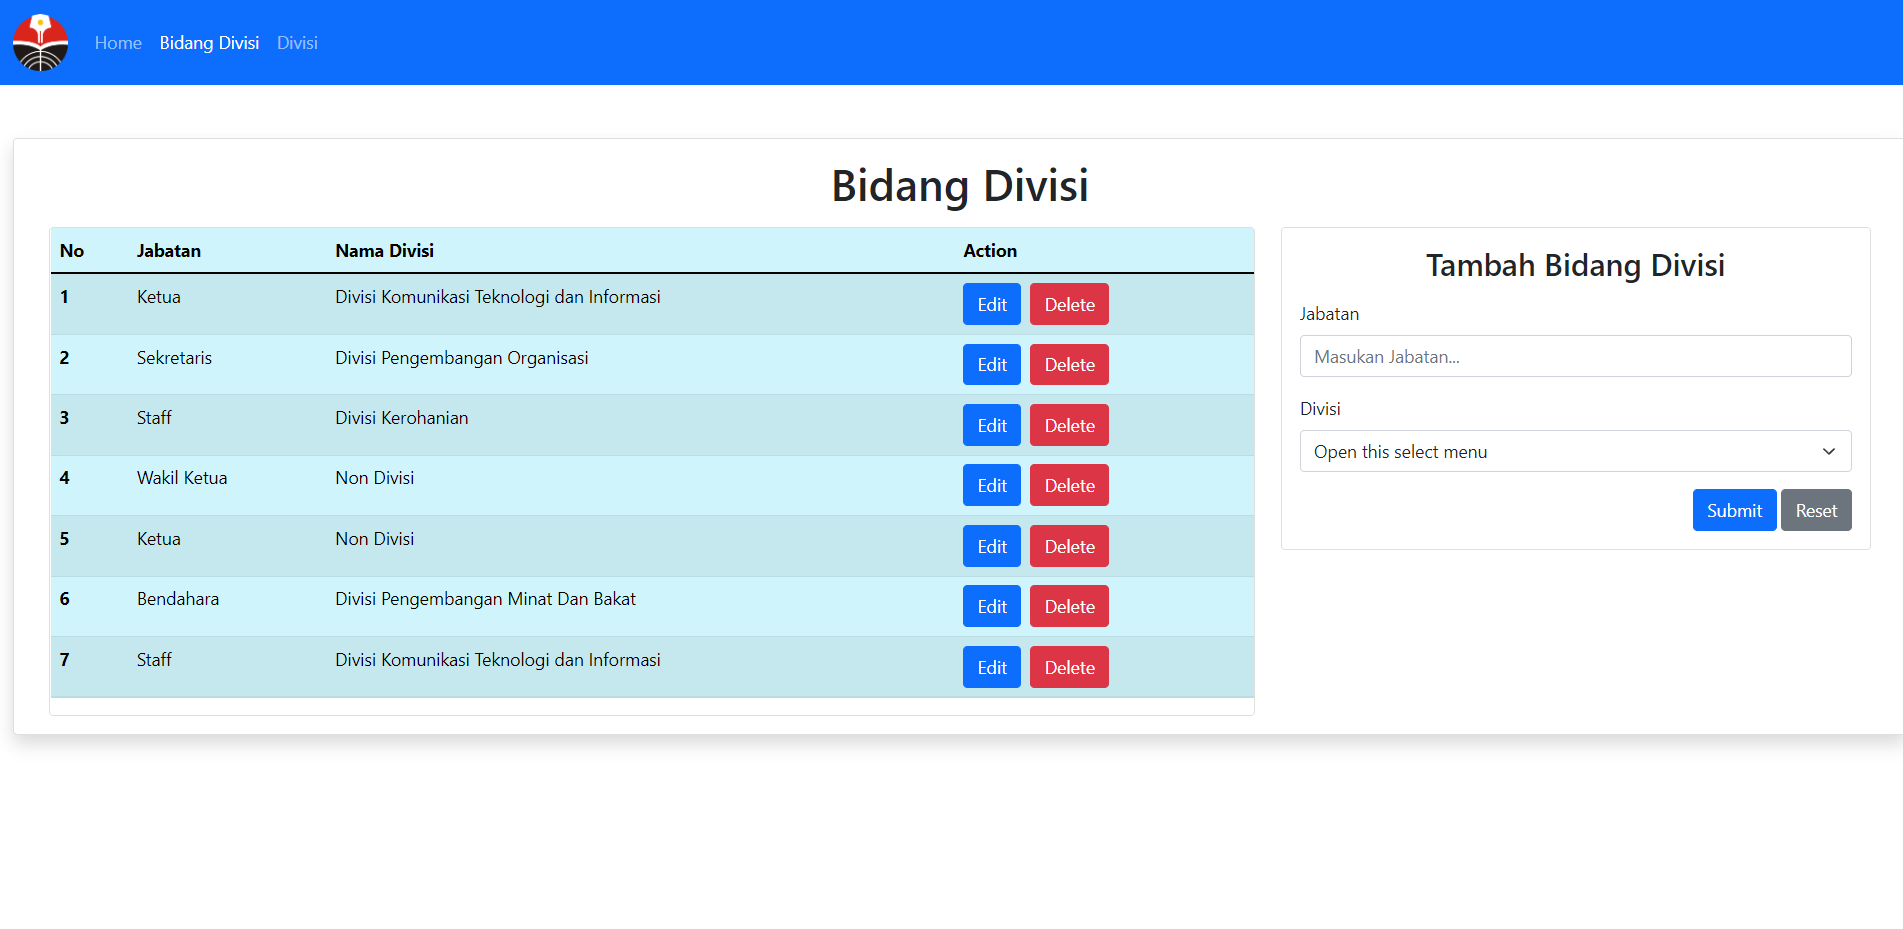 Home Bidang Divisi Divisi
Bidang Divisi
No Jabatan Nama Divisi Action
1 Ketua Divisi Komunikasi Teknologi dan Informasi Edit Delete
2 Sekretaris Divisi Pengembangan Organisasi Edit Delete
3 Staff Divisi Kerohanian Edit Delete
4 Wakil Ketua Non Divisi Edit Delete
5 Ketua Non Divisi Edit Delete
6 Bendahara Divisi Pengembangan Minat Dan Bakat Edit Delete
7 Staff Divisi Komunikasi Teknologi dan Informasi Edit Delete
Tambah Bidang Divisi
Jabatan
Masukan Jabatan...
Divisi
Open this select menu
Submit Reset